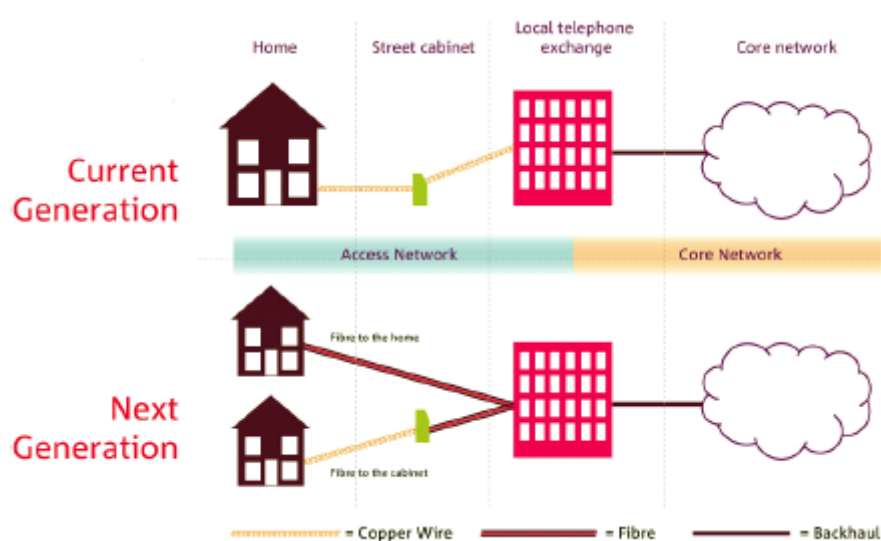 Home
Street cabinet
Local telephone
exchange
Core network
Current
Generation
Access Network
Core Network
Fibre to the home
Next
Generation
Fibre to the cabinet
= Copper Wire
= Fibre
= Backhaul